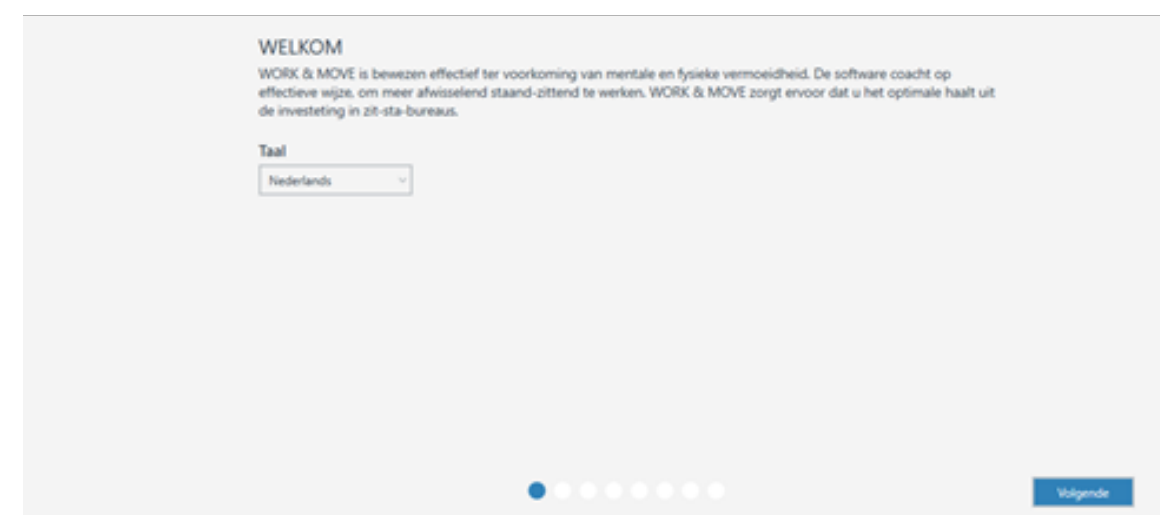 WELKOM
WORK & MOVE is bewezen effectief ter voorkoming van mentale en fysieke vermoeidheid. De software coacht op
effectieve wijze, om meer afwisselend staand-zittend te werken. WORK & MOVE zorgt ervoor dat u het optimale haalt uit
de investeting in zit-sta-bureaus.
Taal
Nederlands
Volgende